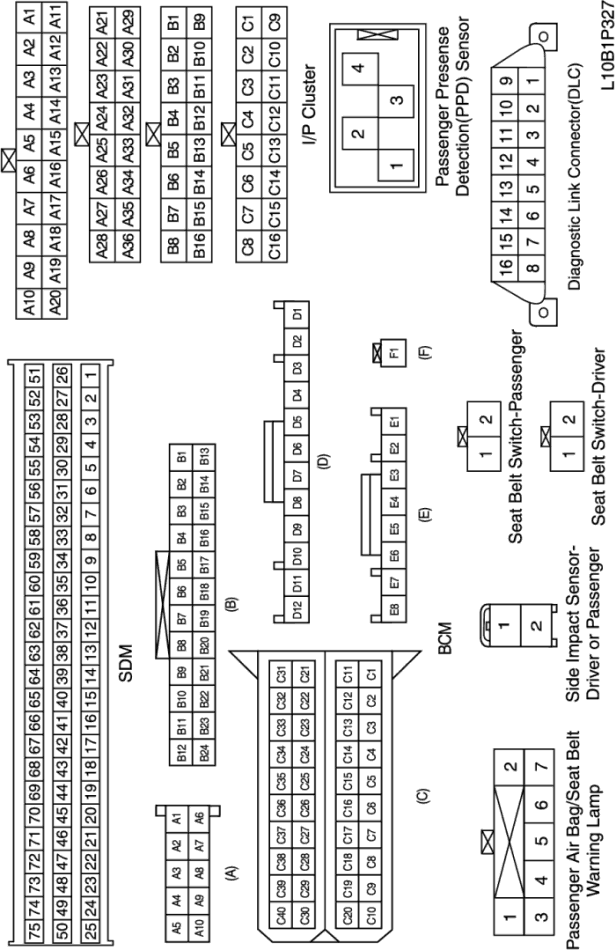 75 74 73 72 71 70 69 68 67 66 65 64 63 62 61 60 59 58 57 56 55 54 53 52 51
50 49 48 47 46 45 44 43 42 41 40 39 38 37 36 35 34 33 32 31 30 29 28 27 26
25 24 23 22 21 20 19 18 17 16 15 14 13 12 11 10 9 8 7 6 5 4 3 2 1
SDM
A10 A9 A8 A7 A6 A5 A4 A3 A2 A1
A20 A19 A18 A17 A16 A15 A14 A13 A12 A11
A28 A27 A26 A25 A24 A23 A22 A21
A36 A35 A34 A33 A32 A31 A30 A29
B8 B7 B6 B5 B4 B3 B2 B1
B16 B15 B14 B13 B12 B11 B10 B9
C8 C7 C6 C5 C4 C3 C2 C1
C16 C15 C14 C13 C12 C11 C10 C9
I/P Cluster
A5 A4 A3 A2 A1
A10 A9 A8 A7 A6
(A)
B12 B11 B10 B9 B8 B7 B6 B5 B4 B3 B2 B1
B24 B23 B22 B21 B20 B19 B18 B17 B16 B15 B14 B13
(B)
C40 C39 C38 C37 C36 C35 C34 C33 C32 C31
C30 C29 C28 C27 C26 C25 C24 C23 C22 C21
C20 C19 C18 C17 C16 C15 C14 C13 C12 C11
C10 C9 C8 C7 C6 C5 C4 C3 C2 C1
(C)
D12 D11 D10 D9 D8 D7 D6 D5 D4 D3 D2 D1
(D)
E8 E7 E6 E5 E4 E3 E2 E1
(E)
F1
(F)
BCM
2 4
1 3
Passenger Presense
Detection(PPD) Sensor
1 2
3 4 5 6 7
Passenger Air Bag/Seat Belt
Warning Lamp
1
2
Side Impact Sensor-
Driver or Passenger
1 2
Seat Belt Switch-Passenger
1 2
Seat Belt Switch-Driver
16 15 14 13 12 11 10 9
8 7 6 5 4 3 2 1
Diagnostic Link Connector(DLC)
L10B1P327